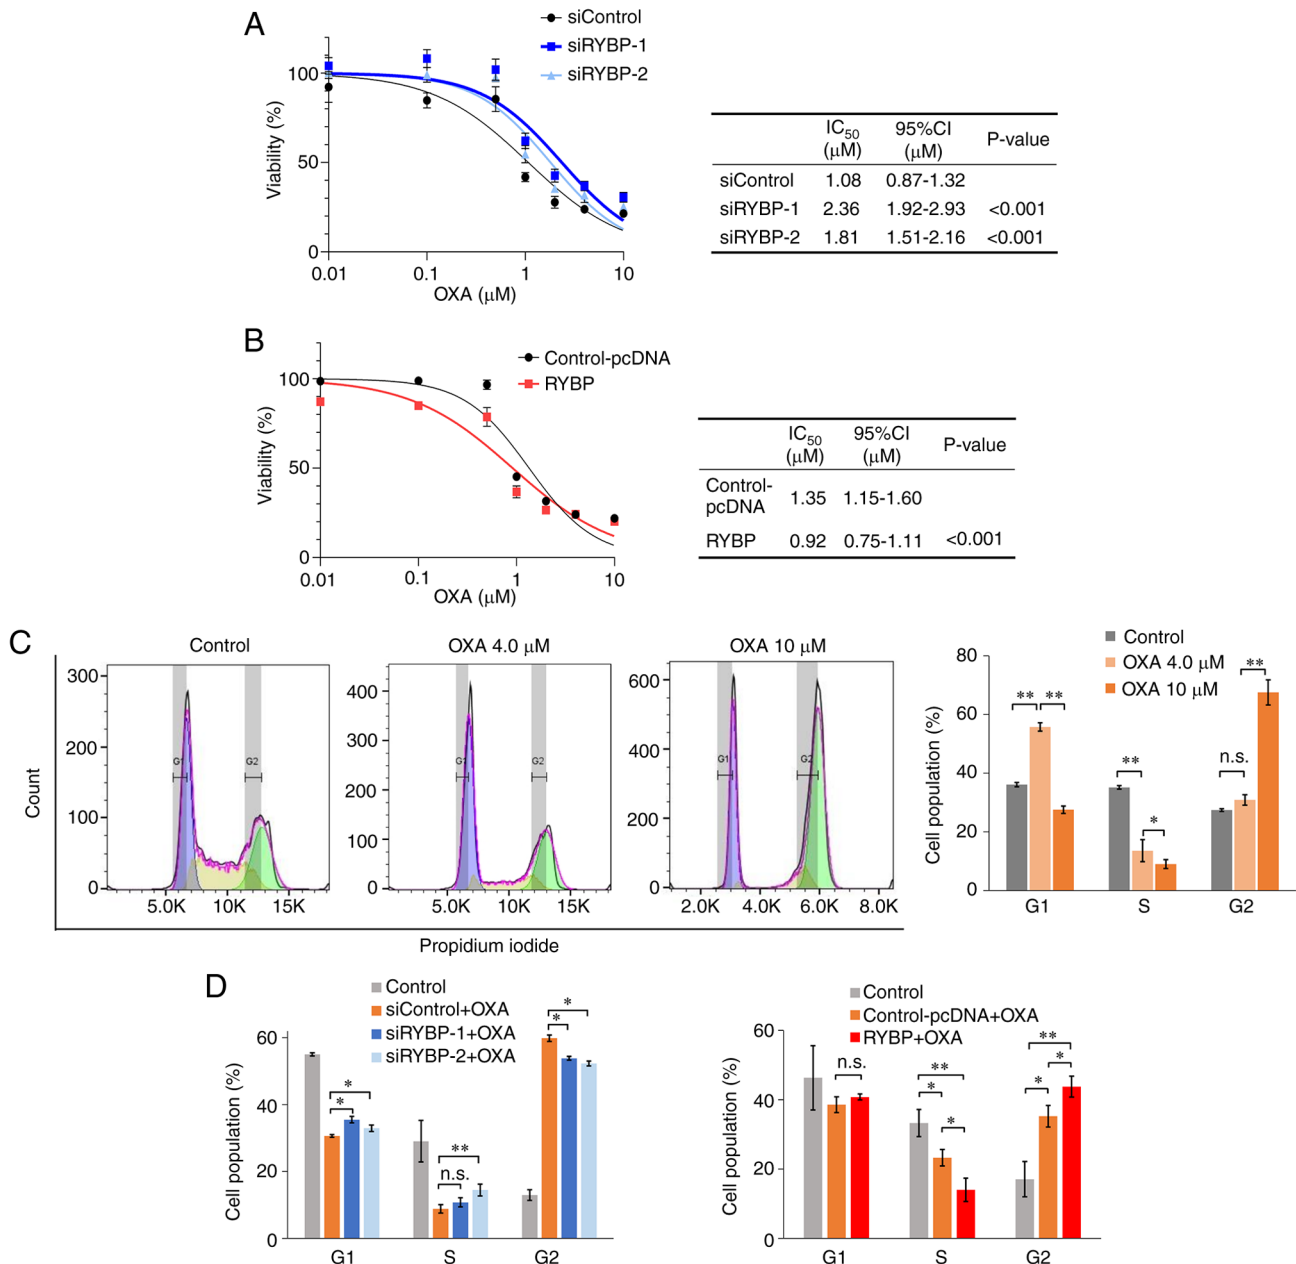 A
siControl
siRYBP-1
siRYBP-2
Viability (%)
100
50
0
0.01
0.1
1
10
OXA (μM)
IC50 (μM)
95%CI (μM)
P-value
siControl 1.08 0.87-1.32
siRYBP-1 2.36 1.92-2.93 <0.001
siRYBP-2 1.81 1.51-2.16 <0.001
B
Control-pcDNA
RYBP
Viability (%)
100
50
0
0.01
0.1
1
10
OXA (μM)
IC50 (μM)
95%CI (μM)
P-value
Control-pcDNA 1.35 1.15-1.60
RYBP 0.92 0.75-1.11 <0.001
C
Control
OXA 4.0 μM
OXA 10 μM
Count
300
200
100
0
G1
G2
5.0K 10K 15K
400
300
200
100
0
G1
G2
5.0K 10K 15K
600
400
200
0
G1
G2
2.0K 4.0K 6.0K 8.0K
Propidium iodide
Control
OXA 4.0 μM
OXA 10 μM
Cell population (%)
80
60
40
20
0
** **
**
*
n.s.
**
G1 S G2
D
Control
siControl+OXA
siRYBP-1+OXA
siRYBP-2+OXA
Cell population (%)
60
40
20
0
*
*
**
n.s.
*
*
G1 S G2
Control
Control-pcDNA+OXA
RYBP+OXA
Cell population (%)
60
40
20
0
n.s.
**
*
*
**
*
*
G1 S G2